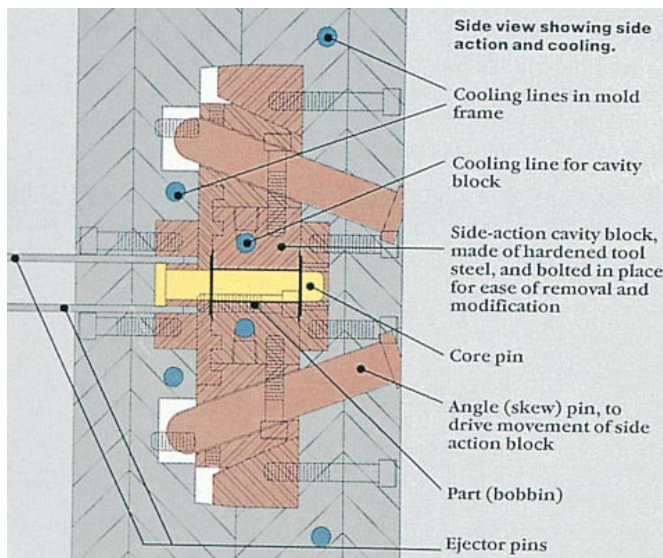 Side view showing side
action and cooling.
Cooling lines in mold
frame
Cooling line for cavity
block
Side-action cavity block,
made of hardened tool
steel, and bolted in place
for ease of removal and
modification
Core pin
Angle (skew) pin, to
drive movement of side
action block
Part (bobbin)
Ejector pins